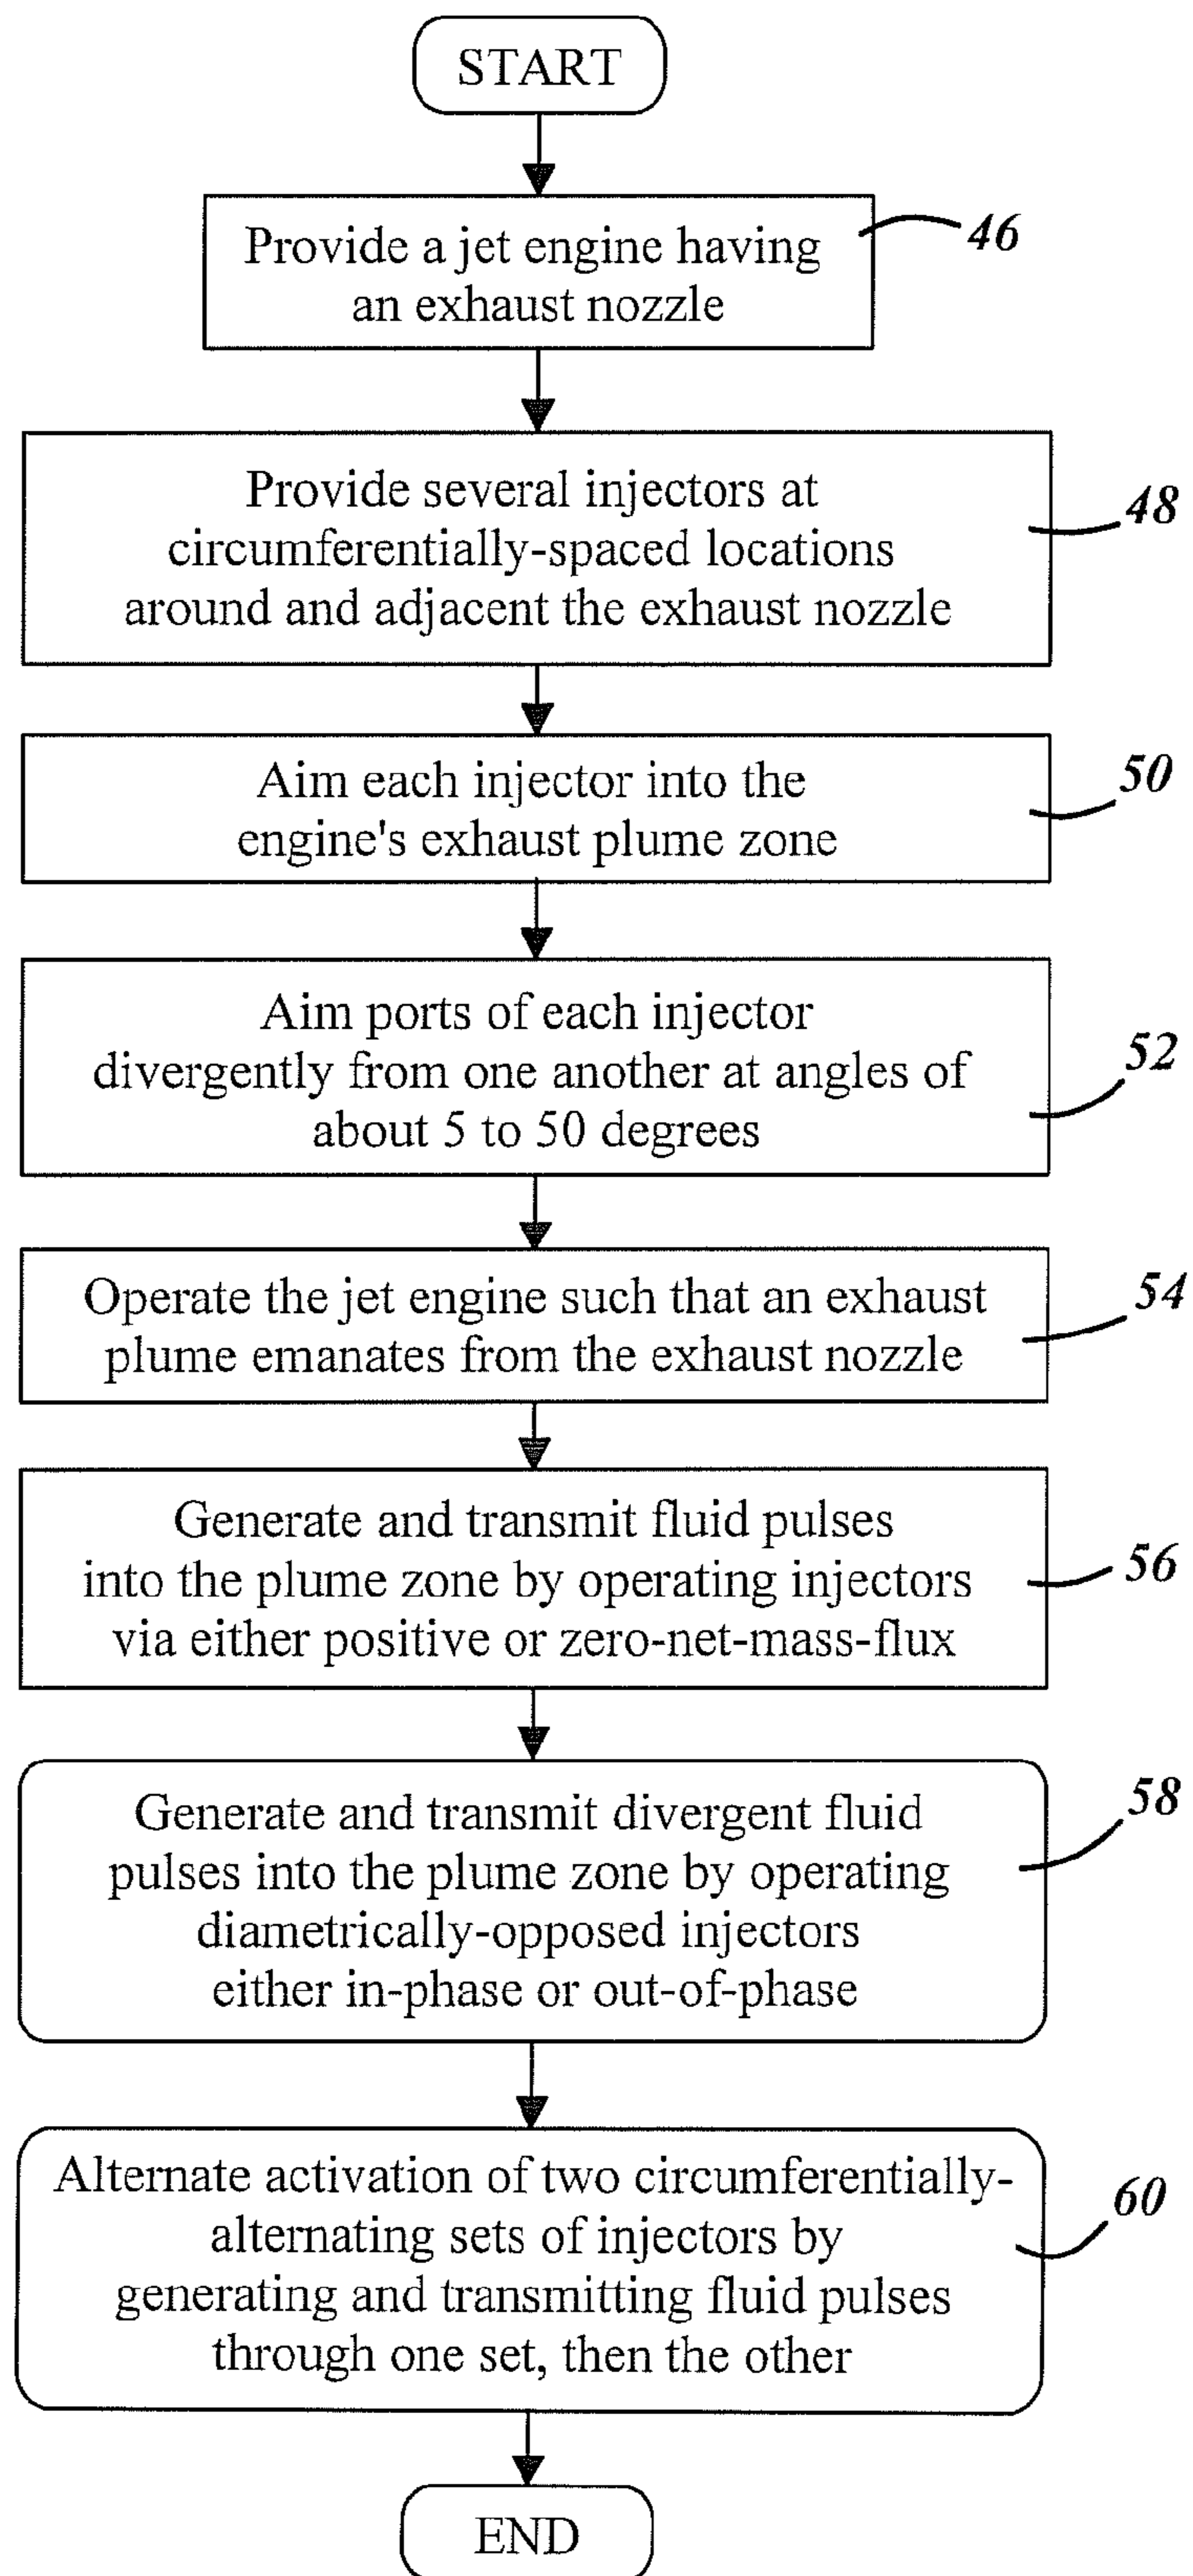 START
Provide a jet engine having
an exhaust nozzle
46
Provide several injectors at
circumferentially-spaced locations
around and adjacent the exhaust nozzle
48
Aim each injector into the
engine's exhaust plume zone
50
Aim ports of each injector
divergently from one another at angles of
about 5 to 50 degrees
52
Operate the jet engine such that an exhaust
plume emanates from the exhaust nozzle
54
Generate and transmit fluid pulses
into the plume zone by operating injectors
via either positive or zero-net-mass-flux
56
Generate and transmit divergent fluid
pulses into the plume zone by operating
diametrically-opposed injectors
either in-phase or out-of-phase
58
Alternate activation of two circumferentially-
alternating sets of injectors by
generating and transmitting fluid pulses
through one set, then the other
60
END